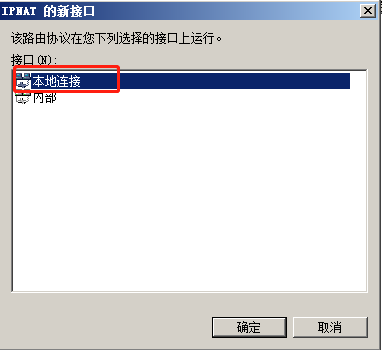 IPNAT 的新接口
该路由协议在您下列选择的接口上运行。
接口(N):
本地连接
内部
确定
取消